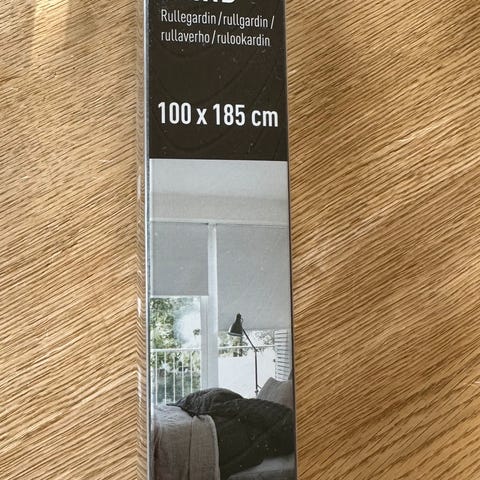 Rullegardin/rullgardin/
rullaverho/rulookardin
100 x 185 cm